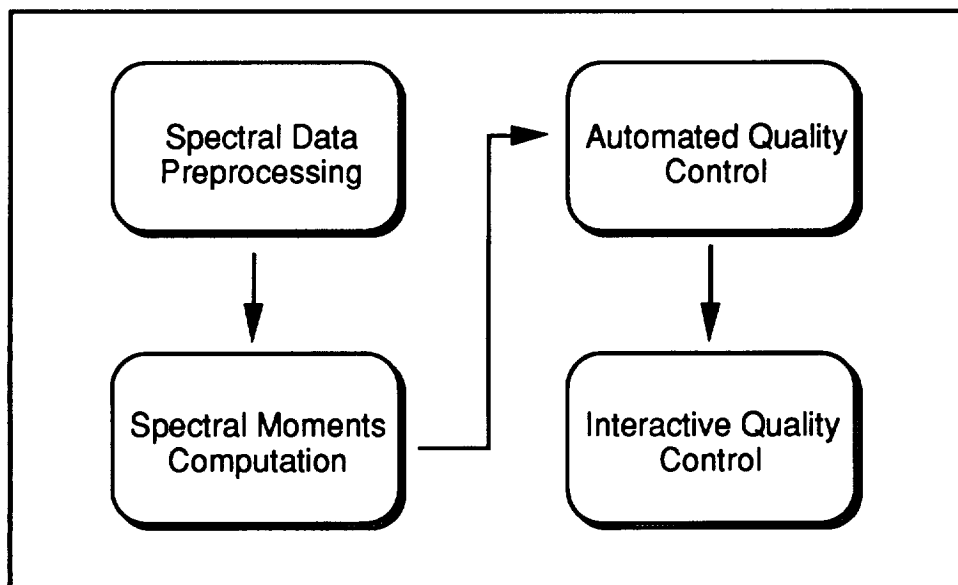 Spectral Data
Preprocessing
Spectral Moments
Computation
Automated Quality
Control
Interactive Quality
Control